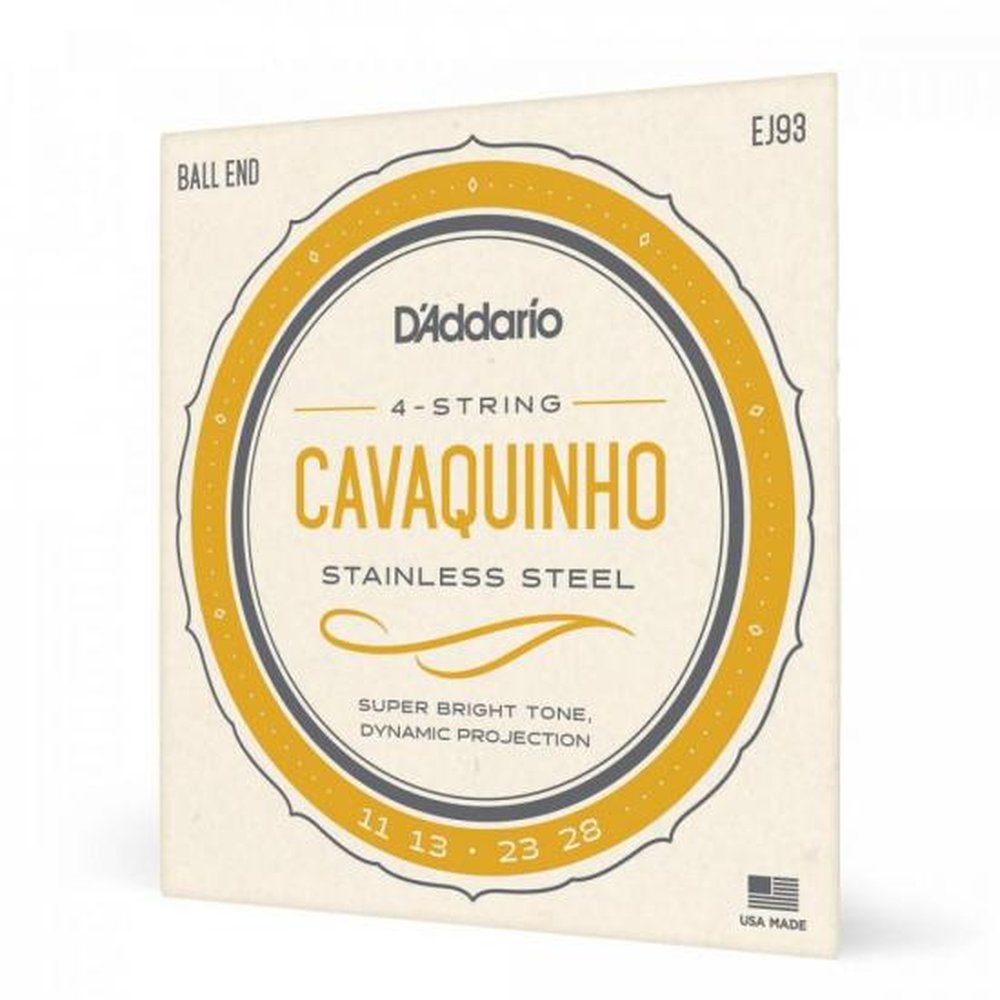 BALL END
EJ93
D'Addario
4-STRING
CAVAQUINHO
STAINLESS STEEL
SUPER BRIGHT TONE,
DYNAMIC PROJECTION
11 13 · 23 28
USA MADE